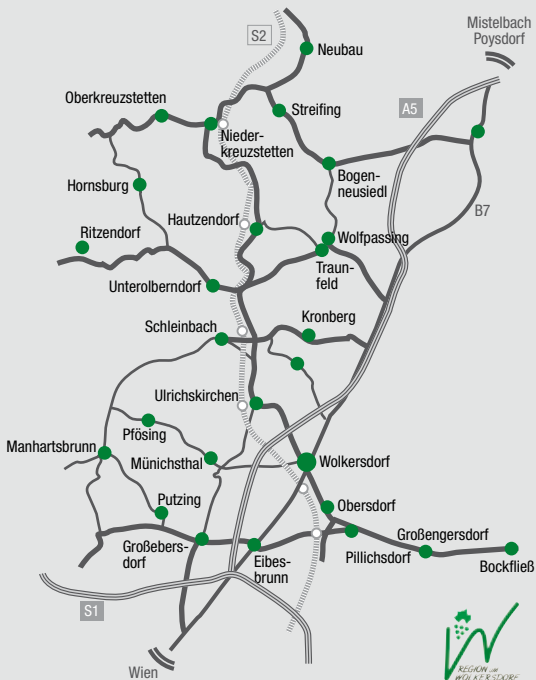 Mistelbach
Poysdorf
S2
Neubau
Oberkreuzstetten
Streifing
A5
Nieder-
kreuzstetten
Bogen-
neusiedl
Hornsburg
B7
Hautzendorf
Ritzendorf
Wolfpassing
Traun-
feld
Unterolberndorf
Kronberg
Schleinbach
Ulrichskirchen
Pfösing
Manhartsbrunn
Münichsthal
Wolkersdorf
Putzing
Obersdorf
Großengersdorf
Großebers-
dorf
Eibes-
brunn
Pillichsdorf
Bockfließ
S1
Wien
REGION UM
WOLKERSDORF